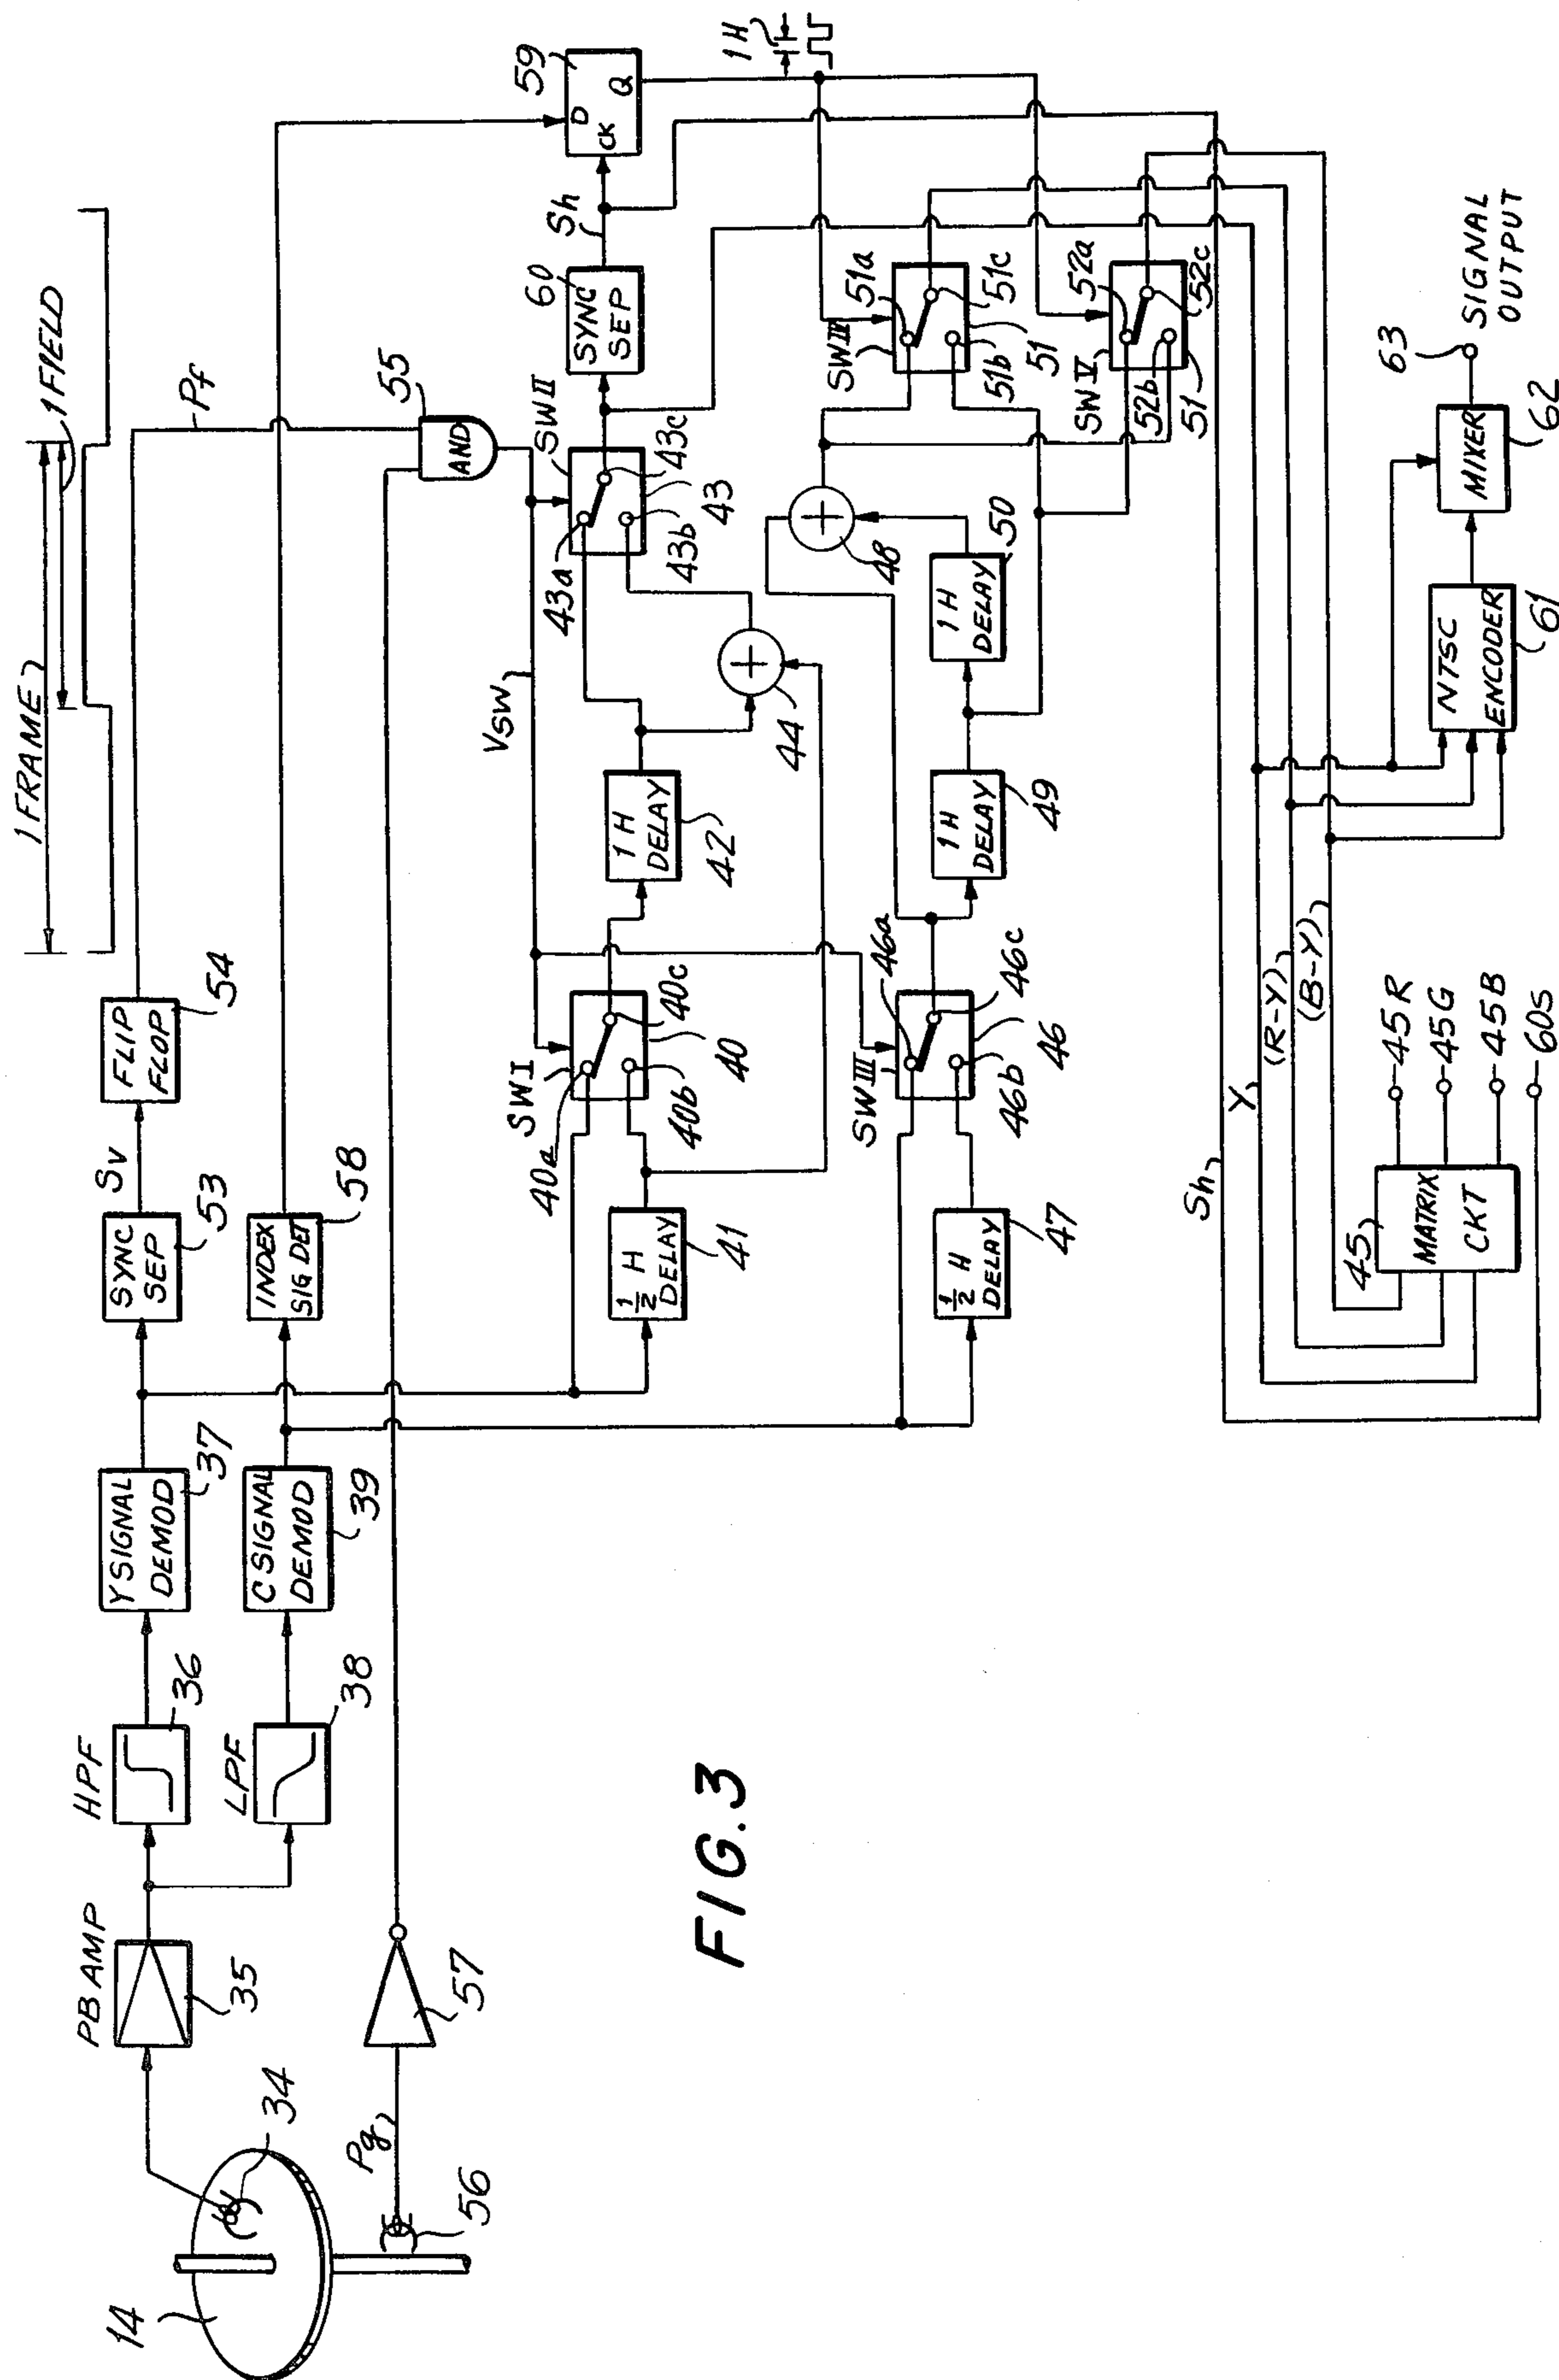 1 FRAME
1 FIELD
PB AMP
35
HPF
36
Y SIGNAL
DEMOD
37
SYNC
SEP
53
Sv
FLIP
FLOP
54
Pf
LPF
38
C SIGNAL
DEMOD
39
INDEX
SIG DET
58
14
34
Pg
56
57
AND
55
Vsw
SW I
40a
40b
40c
40
1/2 H
DELAY
41
1 H
DELAY
42
SW II
43a
43b
43c
43
44
SYNC
SEP
60
Sh
D
CK
Q
59
1 H
SW III
46a
46b
46c
46
1/2 H
DELAY
47
1 H
DELAY
49
1 H
DELAY
50
48
SW IV
51a
51b
51c
51
SW V
52a
52b
52c
51
Sh
Y
(R-Y)
(B-Y)
45
MATRIX
CKT
45R
45G
45B
60s
NTSC
ENCODER
61
MIXER
62
63
SIGNAL
OUTPUT
FIG. 3